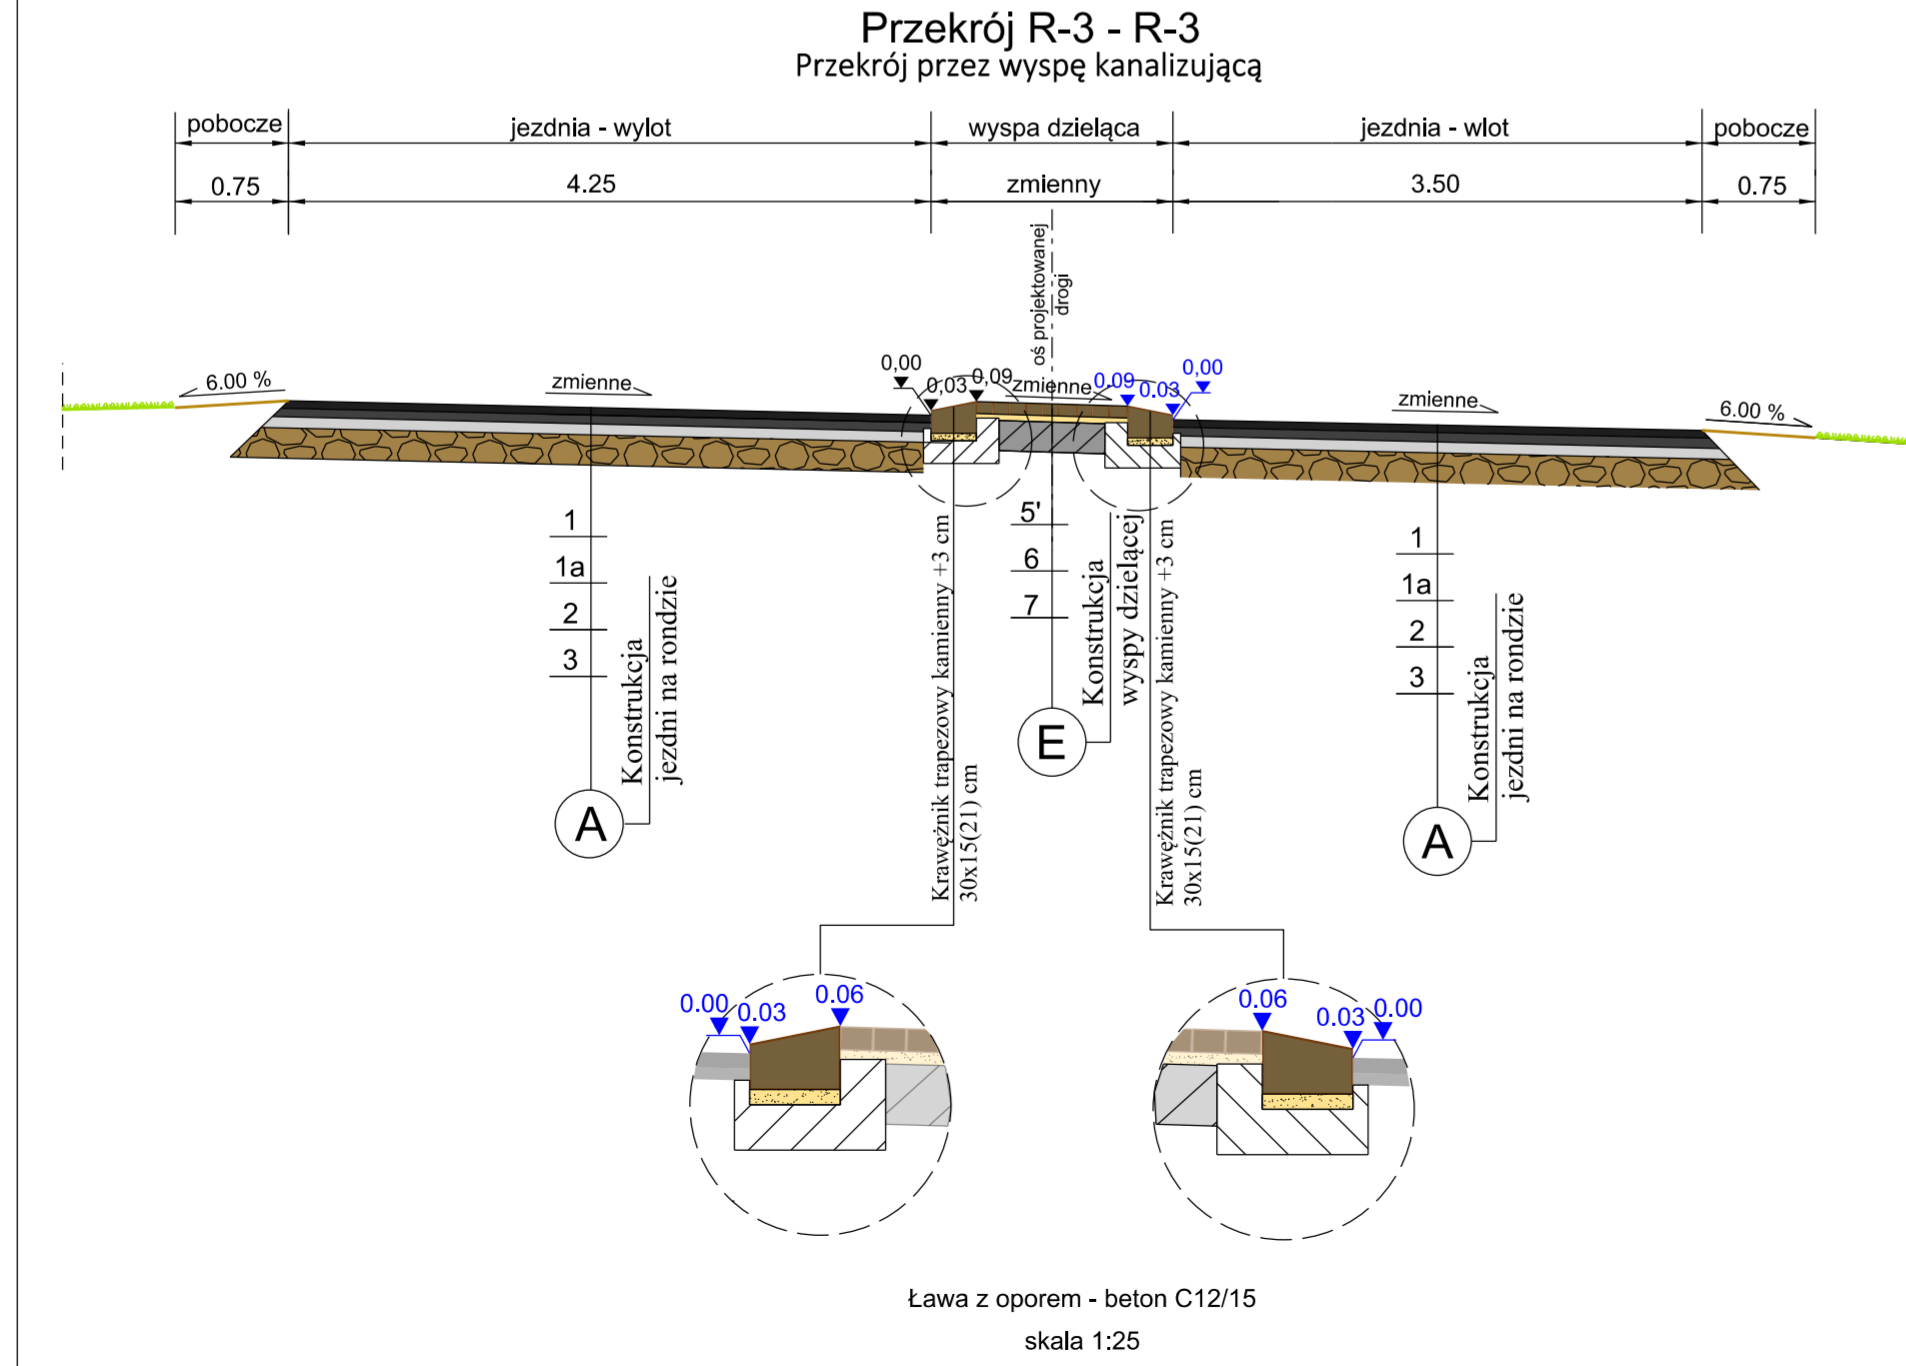 Przekrój R-3 - R-3
Przekrój przez wyspę kanalizującą
pobocze
jezdnia - wylot
wyspa dzieląca
jezdnia - wlot
pobocze
0.75
4.25
zmienny
3.50
0.75
oś projektowanej
drogi
6.00 %
zmienne
0,00
0,03
0,09
zmienne
0.09
0.03
0,00
zmienne
6.00 %
1
1a
2
3
Konstrukcja
jezdni na rondzie
A
Krawężnik trapezowy kamienny +3 cm
30x15(21) cm
5'
6
7
Konstrukcja
wyspy dzielącej
E
Krawężnik trapezowy kamienny +3 cm
30x15(21) cm
1
1a
2
3
Konstrukcja
jezdni na rondzie
A
0.00
0.03
0.06
0.06
0.03
0.00
Ława z oporem - beton C12/15
skala 1:25